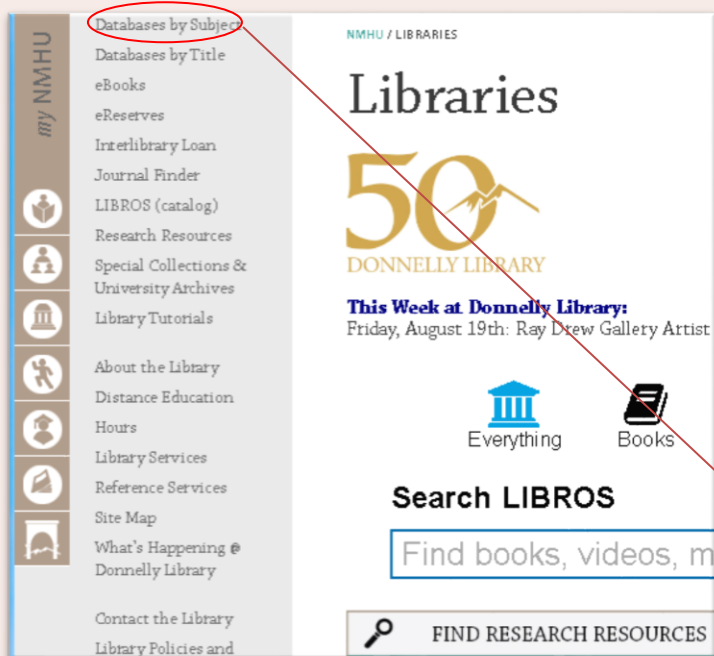 my NMHU
Databases by Subject
Databases by Title
eBooks
eReserves
Interlibrary Loan
Journal Finder
LIBROS (catalog)
Research Resources
Special Collections &
University Archives
Library Tutorials
About the Library
Distance Education
Hours
Library Services
Reference Services
Site Map
What's Happening @
Donnelly Library
Contact the Library
Library Policies and
NMHU / LIBRARIES
Libraries
50
DONNELLY LIBRARY
This Week at Donnelly Library:
Friday, August 19th: Ray Drew Gallery Artist
Everything Books
Search LIBROS
Find books, videos, m
FIND RESEARCH RESOURCES